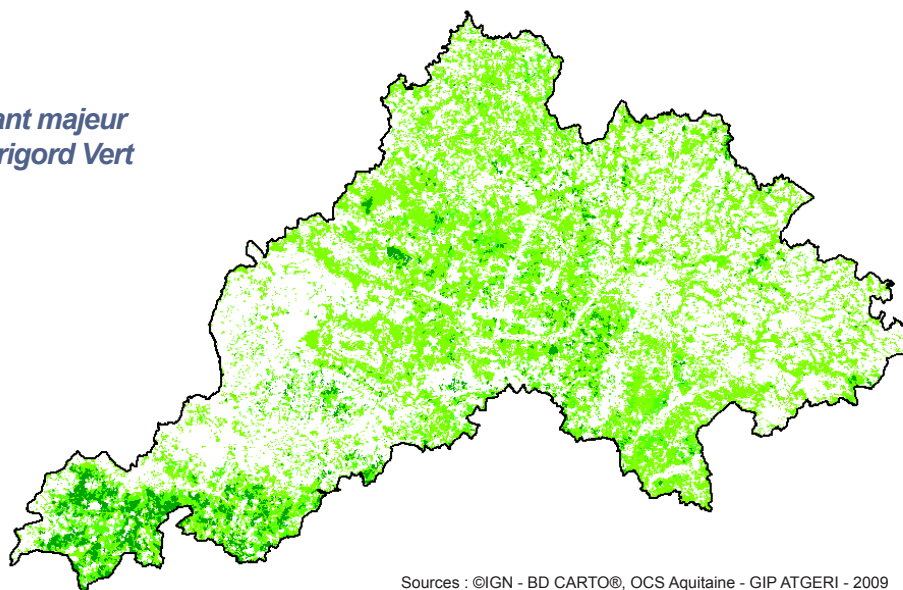 ant majeur
rigord Vert
Sources : ©IGN - BD CARTO®, OCS Aquitaine - GIP ATGERI - 2009